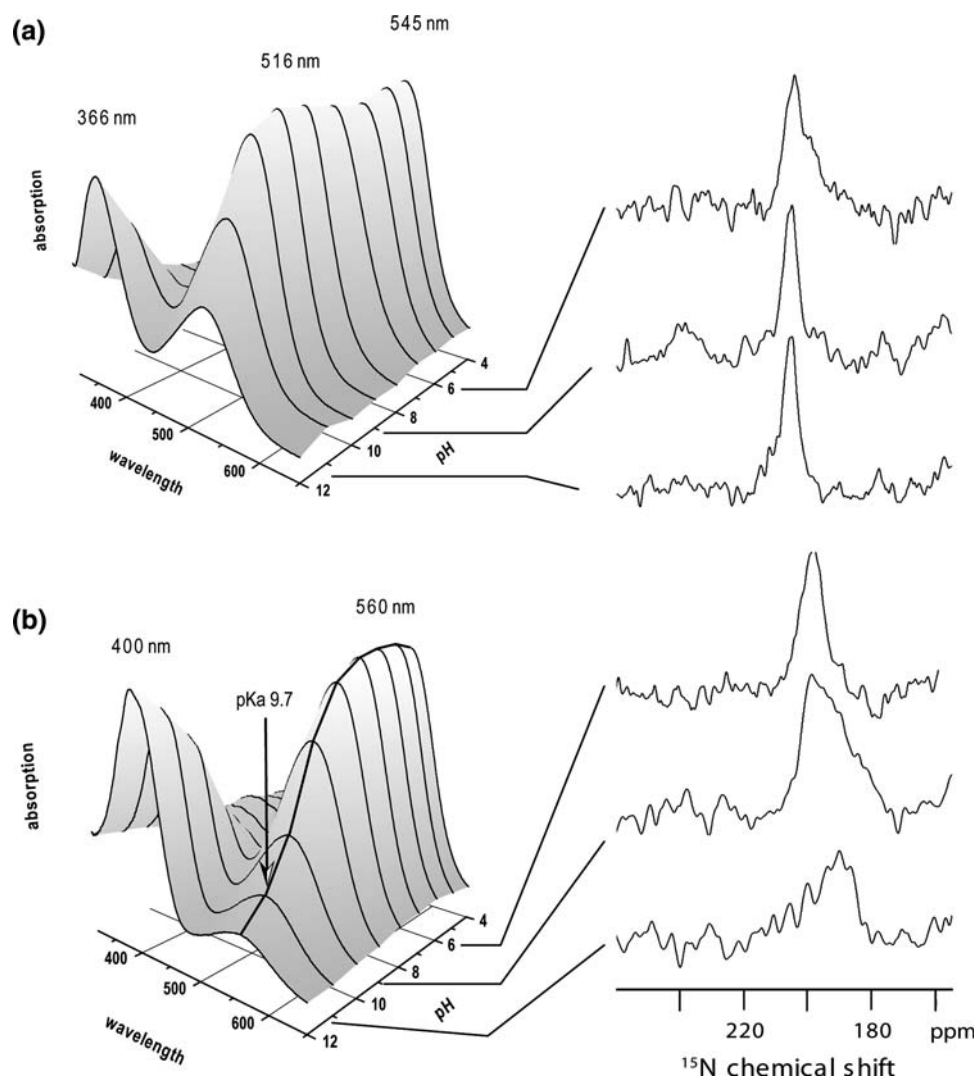 (a)
545 nm
516 nm
366 nm
absorption
4
6
8
10
12
pH
400
500
600
wavelength
(b)
560 nm
400 nm
pKa 9.7
absorption
4
6
8
10
12
pH
400
500
600
wavelength
220 180 ppm
¹⁵N chemical shift